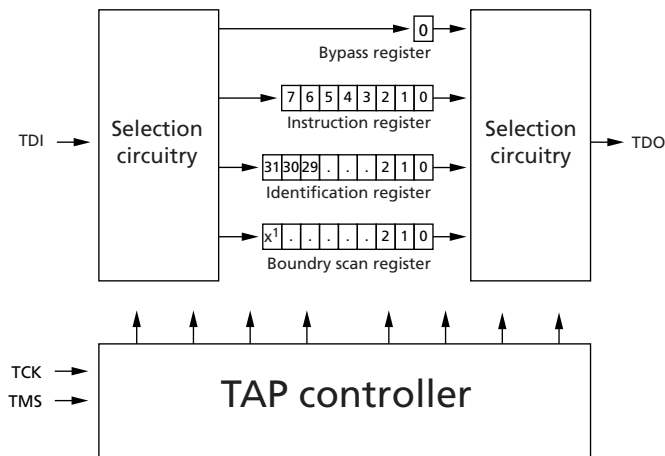 0
Bypass register
7 6 5 4 3 2 1 0
Instruction register
Selection
circuitry
Selection
circuitry
TDI
TDO
31 30 29 . . . 2 1 0
Identification register
x¹ . . . . . 2 1 0
Boundry scan register
TCK
TMS
TAP controller